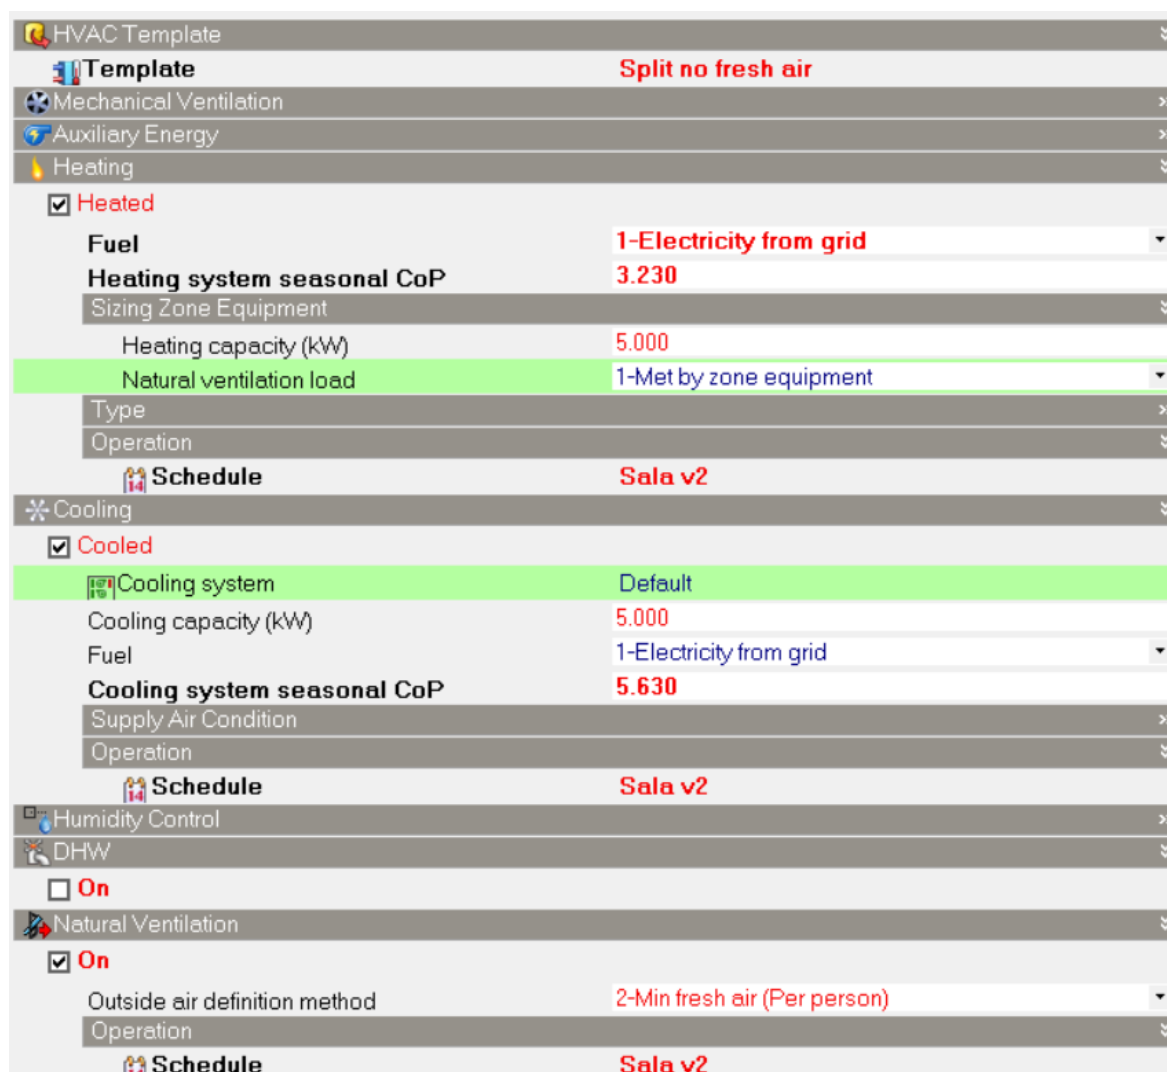 HVAC Template
Template Split no fresh air
Mechanical Ventilation
Auxiliary Energy
Heating
Heated
Fuel 1-Electricity from grid
Heating system seasonal CoP 3.230
Sizing Zone Equipment
Heating capacity (kW) 5.000
Natural ventilation load 1-Met by zone equipment
Type
Operation
14 Schedule Sala v2
Cooling
Cooled
Cooling system Default
Cooling capacity (kW) 5.000
Fuel 1-Electricity from grid
Cooling system seasonal CoP 5.630
Supply Air Condition
Operation
14 Schedule Sala v2
Humidity Control
DHW
On
Natural Ventilation
On
Outside air definition method 2-Min fresh air (Per person)
Operation
Schedule Sala v2